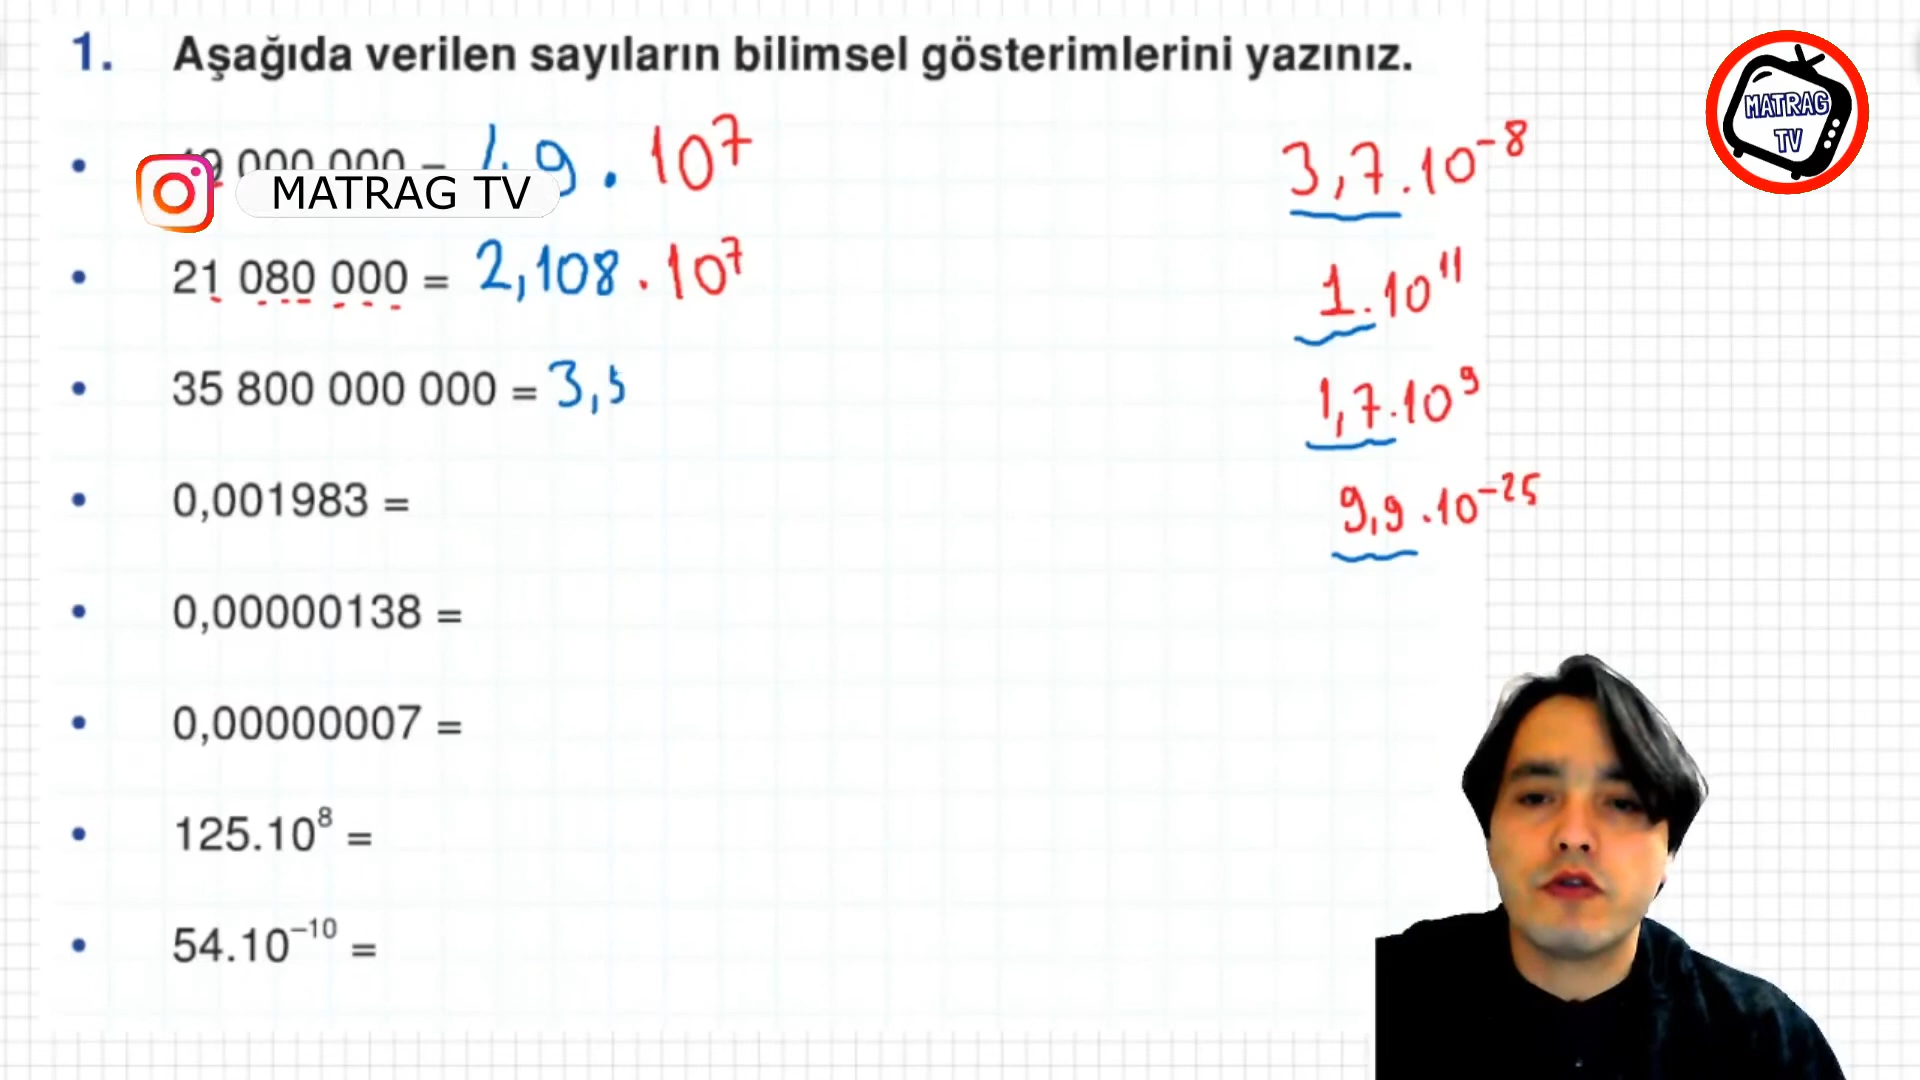 1. Aşağıda verilen sayıların bilimsel gösterimlerini yazınız.
MATRAG TV
• 000 000 = 9 . 10⁷
MATRAG TV
• 21 080 000 = 2,108 . 10⁷
• 35 800 000 000 = 3,5
• 0,001983 =
• 0,00000138 =
• 0,00000007 =
• 125.10⁸ =
• 54.10⁻¹⁰ =
3,7.10⁻⁸
1.10¹¹
1,7.10⁹
9,9.10⁻²⁵